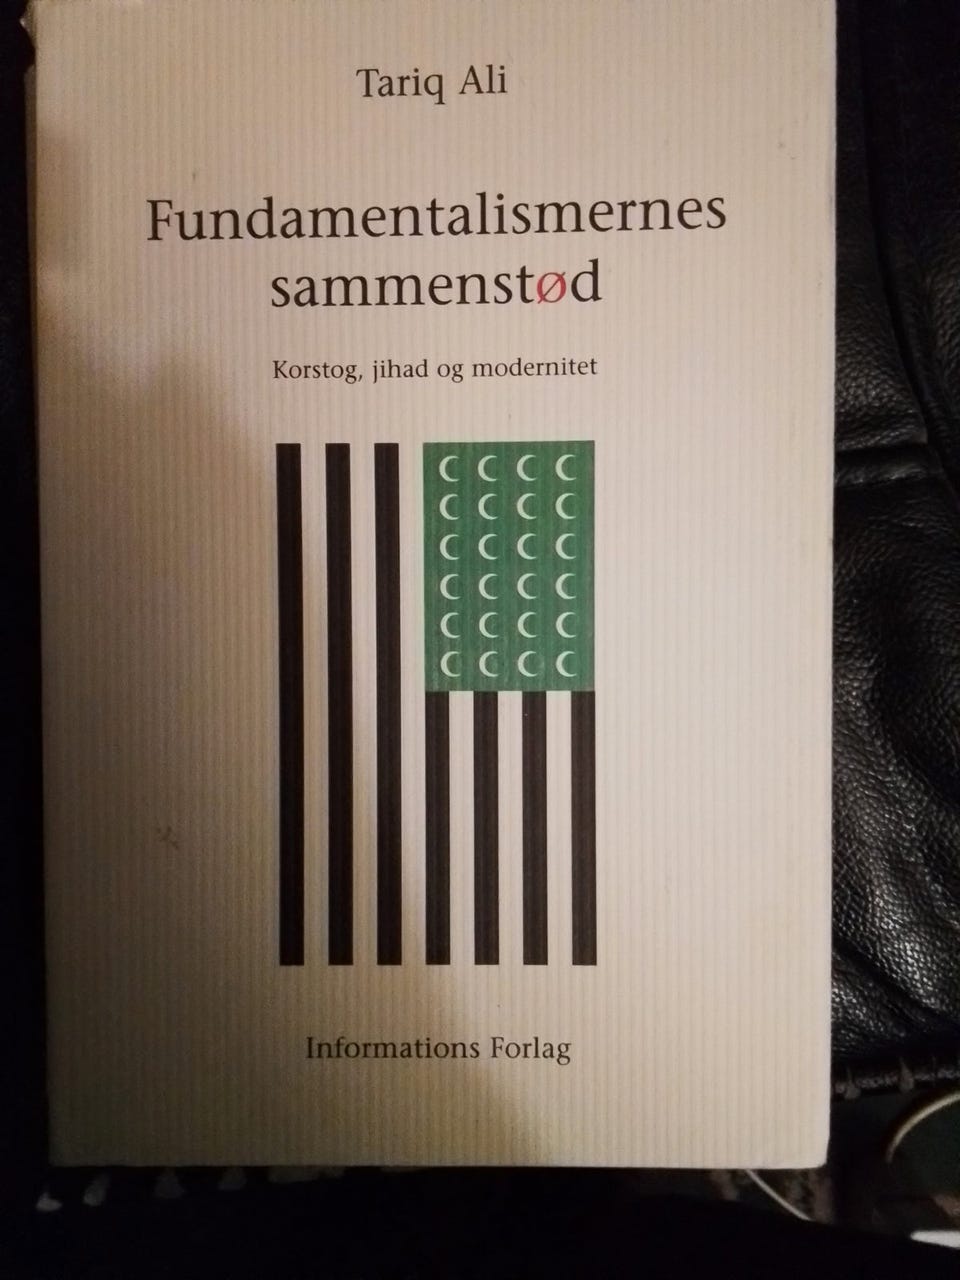 Tariq Ali
Fundamentalismernes
sammenstød
Korstog, jihad og modernitet
Informations Forlag